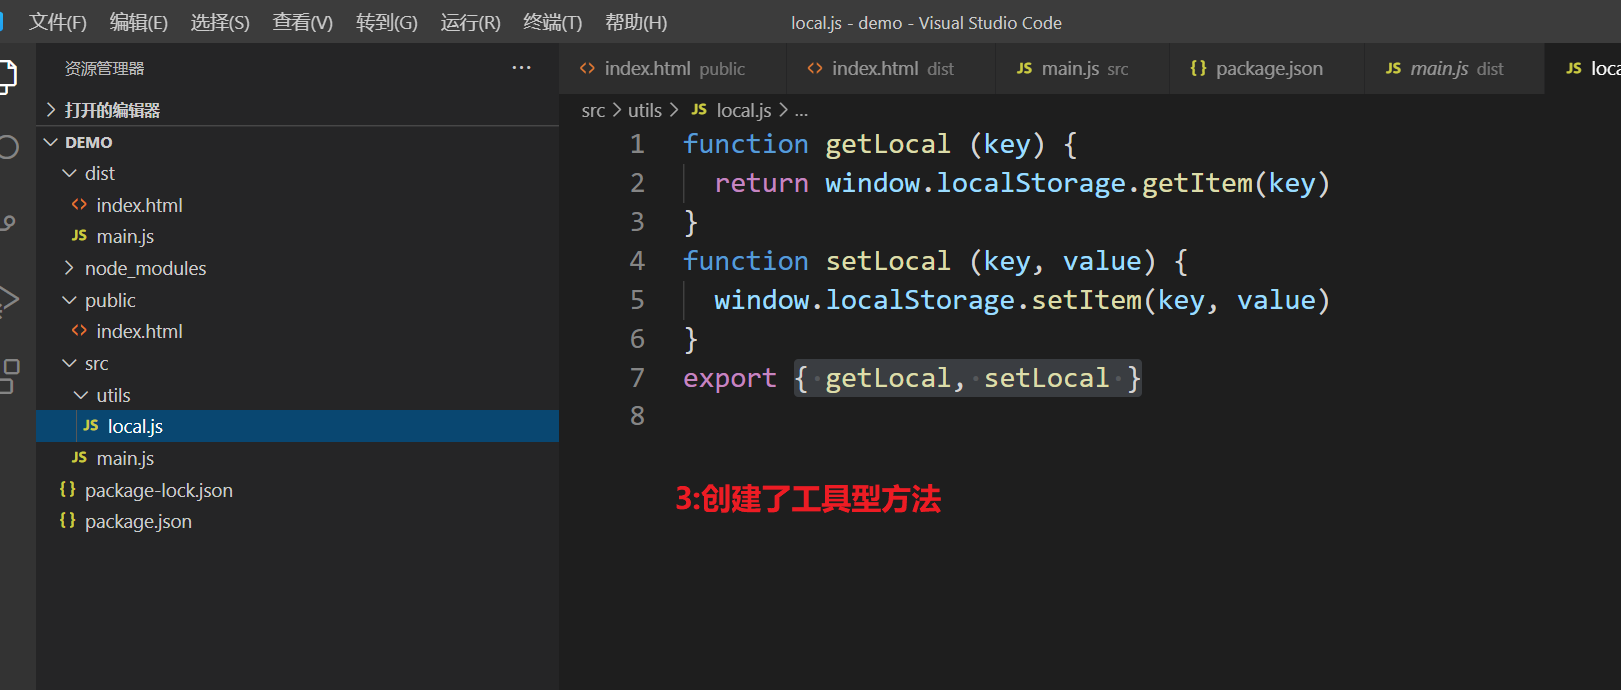 文件(F) 编辑(E) 选择(S) 查看(V) 转到(G) 运行(R) 终端(T) 帮助(H) local.js - demo - Visual Studio Code
资源管理器 ···
打开的编辑器
DEMO
dist
<> index.html
JS main.js
node_modules
public
<> index.html
src
utils
JS local.js
JS main.js
{} package-lock.json
{} package.json
<> index.html public <> index.html dist JS main.js src {} package.json JS main.js dist JS loca
src > utils > JS local.js > ...
1 function getLocal (key) {
2 return window.localStorage.getItem(key)
3 }
4 function setLocal (key, value) {
5 window.localStorage.setItem(key, value)
6 }
7 export { getLocal, setLocal }
8
3:创建了工具型方法